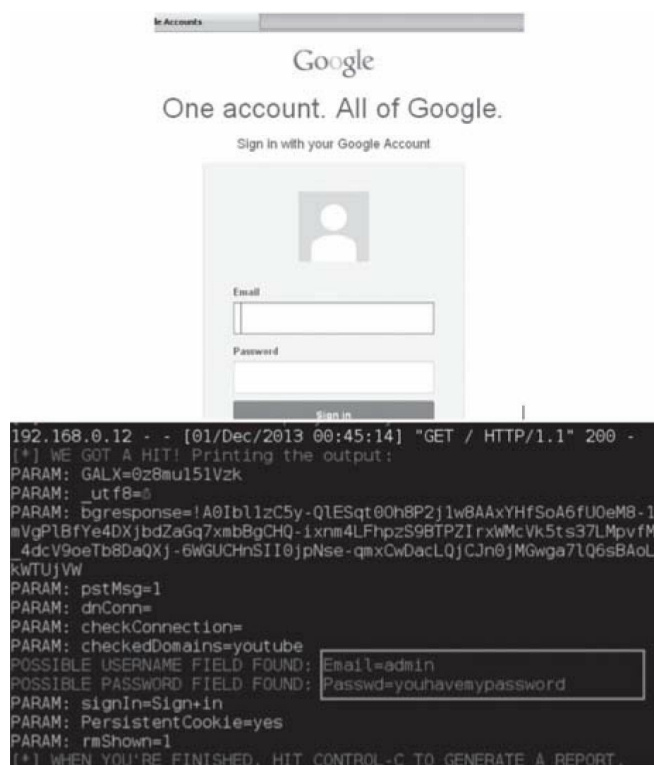 le Accounts
Google
One account. All of Google.
Sign in with your Google Account
Email
Password
Sign in
192.168.0.12 - - [01/Dec/2013 00:45:14] "GET / HTTP/1.1" 200 -
[*] WE GOT A HIT! Printing the output:
PARAM: GALX=0z8mu151Vzk
PARAM: _utf8=
PARAM:
PARAM: pstMsg=1
PARAM: dnConn=
PARAM: checkConnection=
PARAM: checkedDomains=youtube
POSSIBLE USERNAME FIELD FOUND: Email=admin
POSSIBLE PASSWORD FIELD FOUND: Passwd=youhavemypassword
PARAM: signIn=Sign+in
PARAM: PersistentCookie=yes
PARAM: rmShown=1
[*] WHEN YOU'RE FINISHED, HIT CONTROL-C TO GENERATE A REPORT.